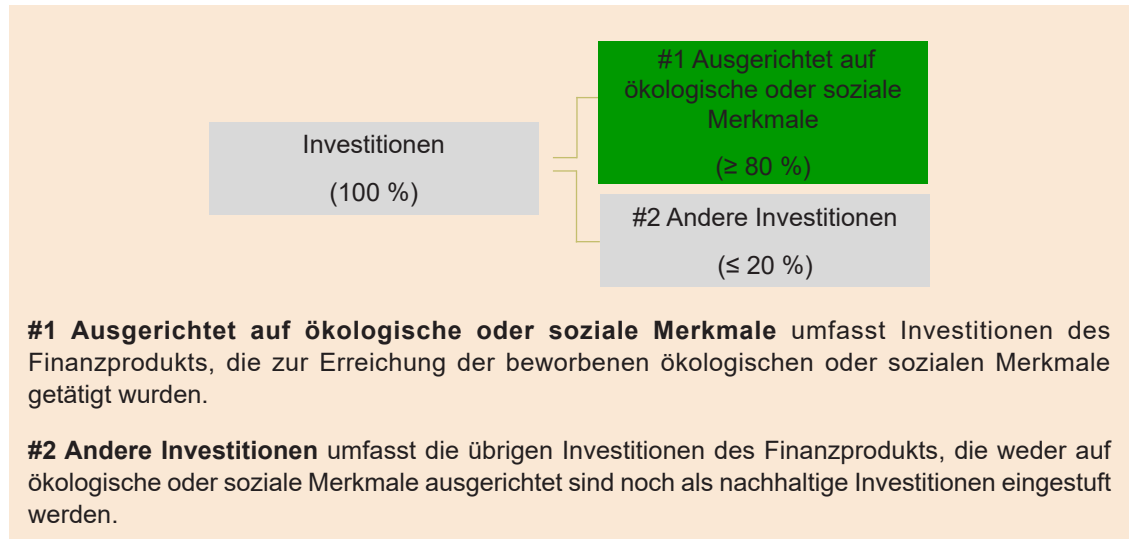 #1 Ausgerichtet auf
ökologische oder soziale
Merkmale
(≥ 80 %)
Investitionen
(100 %)
#2 Andere Investitionen
(≤ 20 %)
#1 Ausgerichtet auf ökologische oder soziale Merkmale umfasst Investitionen des
Finanzprodukts, die zur Erreichung der beworbenen ökologischen oder sozialen Merkmale
getätigt wurden.
#2 Andere Investitionen umfasst die übrigen Investitionen des Finanzprodukts, die weder auf
ökologische oder soziale Merkmale ausgerichtet sind noch als nachhaltige Investitionen eingestuft
werden.